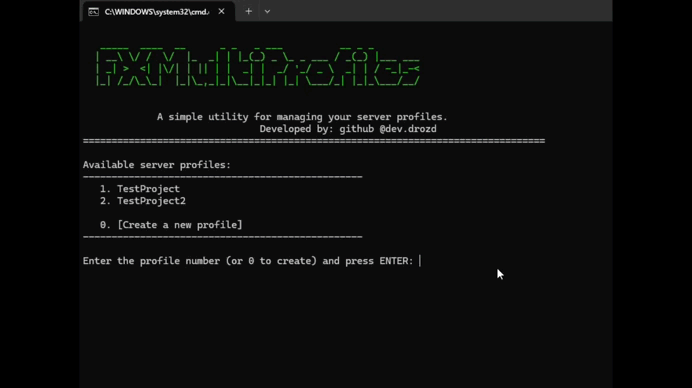 C:\WINDOWS\system32\cmd.
FXMultiProfiles
A simple utility for managing your server profiles.
Developed by: github @dev.drozd
Available server profiles:
1. TestProject
2. TestProject2
0. [Create a new profile]
Enter the profile number (or 0 to create) and press ENTER: